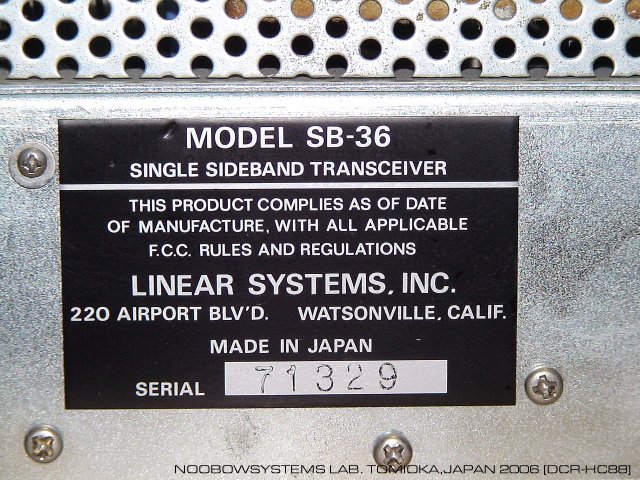 MODEL SB-36
SINGLE SIDEBAND TRANSCEIVER
THIS PRODUCT COMPLIES AS OF DATE
OF MANUFACTURE, WITH ALL APPLICABLE
F.C.C. RULES AND REGULATIONS
LINEAR SYSTEMS, INC.
220 AIRPORT BLV'D. WATSONVILLE, CALIF.
MADE IN JAPAN
SERIAL 71329
NOOBOWSYSTEMS LAB. TOMIOKA,JAPAN 2006 [DCR-HC88]